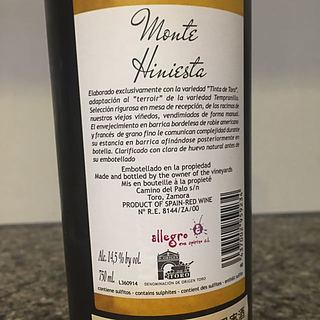 Monte
Hiniesta
Elaborado exclusivamente con la variedad "Tinta de Toro",
adaptación al "terroir" de la variedad Tempranillo.
Selección rigurosa en mesa de recepción, de los racimos de
nuestros viejos viñedos, vendimiados de forma manual.
El envejecimiento en barrica bordelesa de roble americano
y francés de grano fino le comunican complejidad durante
su estancia en barrica afinándose posteriormente en
botella. Clarificado con clara de huevo natural antes de
su embotellado
Embotellado en la propiedad
Made and bottled by the owner of the vineyards
Mis en bouteille à la propieté
Camino del Palo s/n
Toro, Zamora
PRODUCT OF SPAIN-RED WINE
Nº R.E. 8144/ZA/00
allegro
Alc. 14,5 % by vol.
750 ml.
L360914
TORO
DENOMINACIÓN DE ORIGEN TORO
contiene sulfitos - contains sulphites - contient des sulfites - enthält sulfite